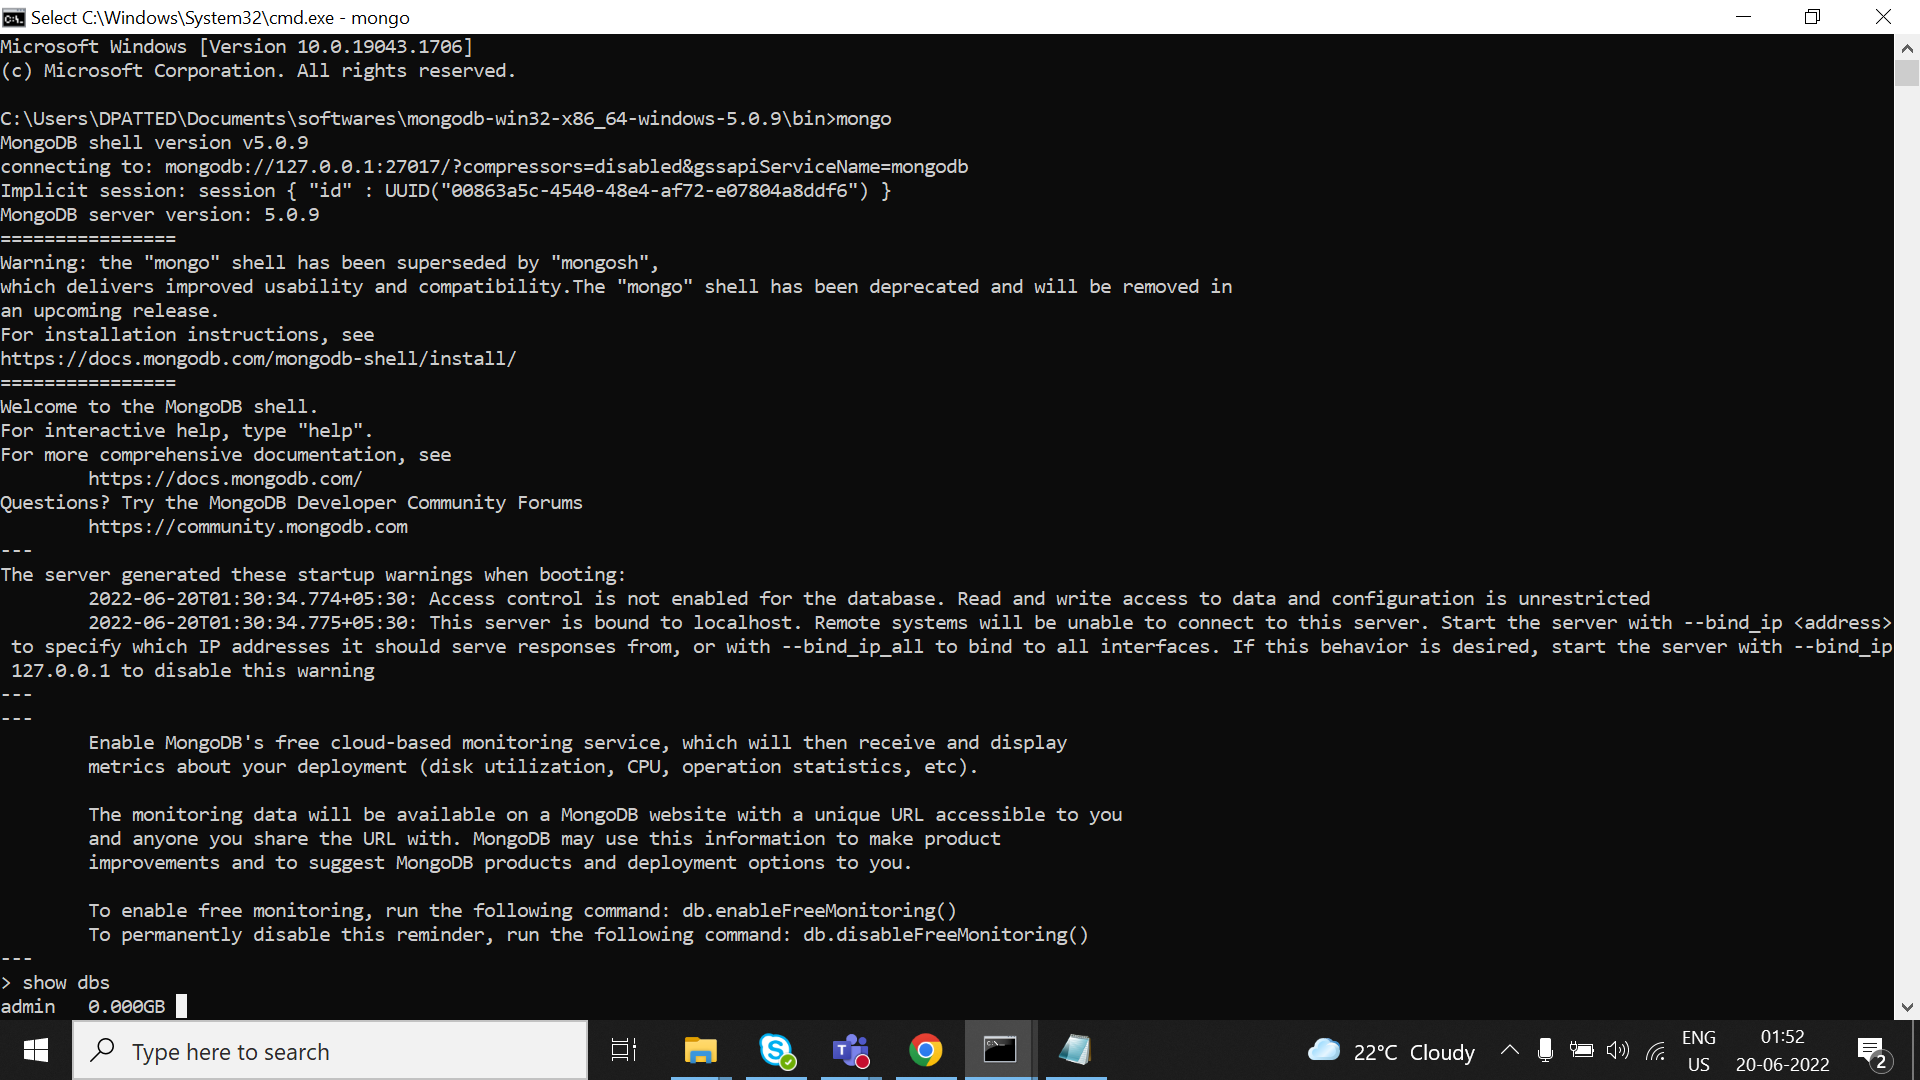 Select C:\Windows\System32\cmd.exe - mongo
Microsoft Windows [Version 10.0.19043.1706]
(c) Microsoft Corporation. All rights reserved.
C:\Users\DPATTED\Documents\softwares\mongodb-win32-x86_64-windows-5.0.9\bin>mongo
MongoDB shell version v5.0.9
connecting to: mongodb://127.0.0.1:27017/?compressors=disabled&gssapiServiceName=mongodb
Implicit session: session { "id" : UUID("00863a5c-4540-48e4-af72-e07804a8ddf6") }
MongoDB server version: 5.0.9
================
Warning: the "mongo" shell has been superseded by "mongosh",
which delivers improved usability and compatibility.The "mongo" shell has been deprecated and will be removed in
an upcoming release.
For installation instructions, see
https://docs.mongodb.com/mongodb-shell/install/
================
Welcome to the MongoDB shell.
For interactive help, type "help".
For more comprehensive documentation, see
https://docs.mongodb.com/
Questions? Try the MongoDB Developer Community Forums
https://community.mongodb.com
---
The server generated these startup warnings when booting:
2022-06-20T01:30:34.774+05:30: Access control is not enabled for the database. Read and write access to data and configuration is unrestricted
2022-06-20T01:30:34.775+05:30: This server is bound to localhost. Remote systems will be unable to connect to this server. Start the server with --bind_ip <address>
to specify which IP addresses it should serve responses from, or with --bind_ip_all to bind to all interfaces. If this behavior is desired, start the server with --bind_ip
127.0.0.1 to disable this warning
---
---
Enable MongoDB's free cloud-based monitoring service, which will then receive and display
metrics about your deployment (disk utilization, CPU, operation statistics, etc).
The monitoring data will be available on a MongoDB website with a unique URL accessible to you
and anyone you share the URL with. MongoDB may use this information to make product
improvements and to suggest MongoDB products and deployment options to you.
To enable free monitoring, run the following command: db.enableFreeMonitoring()
To permanently disable this reminder, run the following command: db.disableFreeMonitoring()
---
> show dbs
admin   0.000GB
Type here to search
22°C Cloudy
ENG
US
01:52
20-06-2022
2